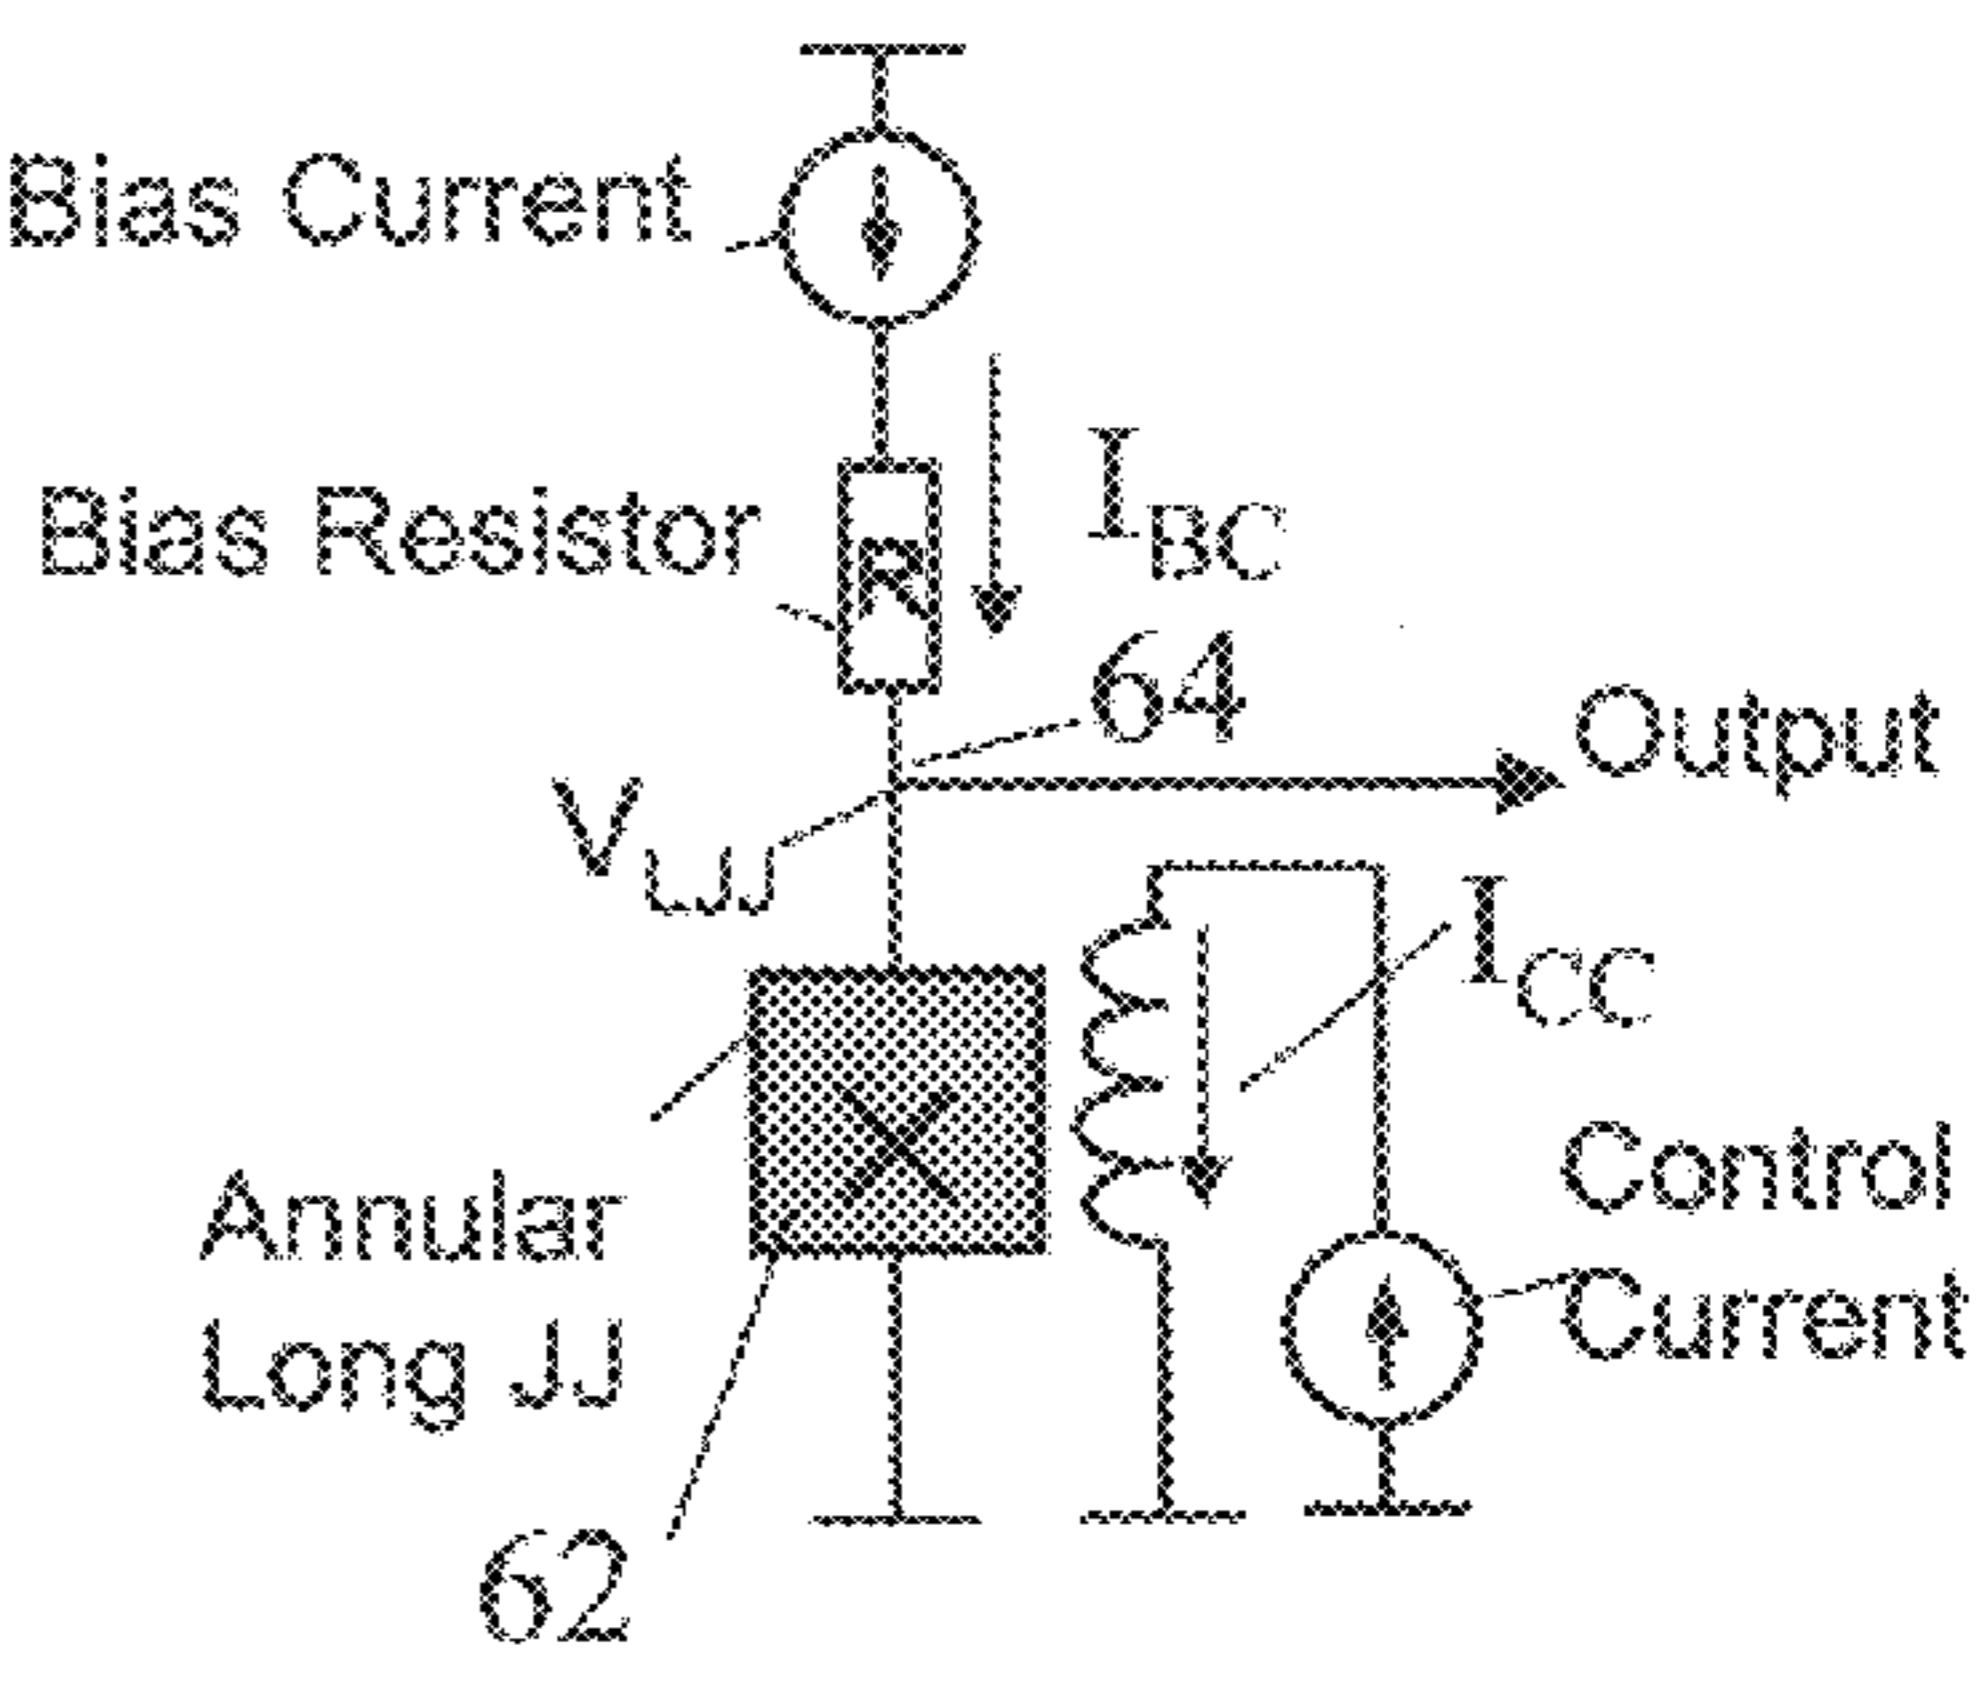 Bias Current
Bias Resistor
R
I_BC
64
Output
V_LJJ
I_CC
Annular
Long JJ
Control
Current
62